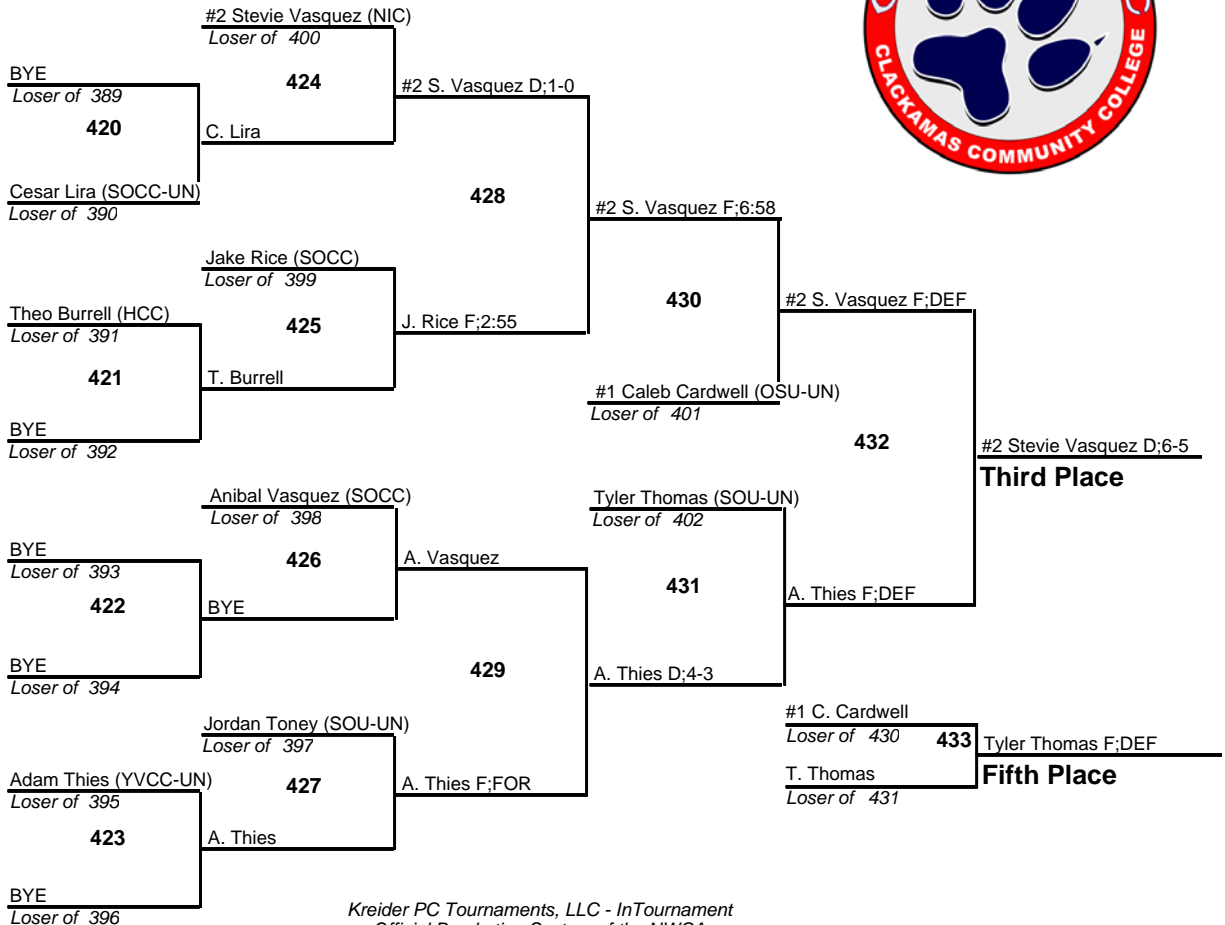 #2 Stevie Vasquez (NIC)
Loser of 400
BYE
Loser of 389
424
#2 S. Vasquez D;1-0
420
C. Lira
Cesar Lira (SOCC-UN)
Loser of 390
428
#2 S. Vasquez F;6:58
Jake Rice (SOCC)
Loser of 399
Theo Burrell (HCC)
Loser of 391
425
J. Rice F;2:55
430
#2 S. Vasquez F;DEF
421
T. Burrell
#1 Caleb Cardwell (OSU-UN)
Loser of 401
BYE
Loser of 392
432
#2 Stevie Vasquez D;6-5
Third Place
Anibal Vasquez (SOCC)
Loser of 398
Tyler Thomas (SOU-UN)
Loser of 402
BYE
Loser of 393
426
A. Vasquez
431
A. Thies F;DEF
422
BYE
BYE
Loser of 394
429
A. Thies D;4-3
Jordan Toney (SOU-UN)
Loser of 397
#1 C. Cardwell
Loser of 430
433
Tyler Thomas F;DEF
Fifth Place
T. Thomas
Loser of 431
Adam Thies (YVCC-UN)
Loser of 395
427
A. Thies F;FOR
423
A. Thies
BYE
Loser of 396
Kreider PC Tournaments, LLC - InTournament
CLACKAMAS COMMUNITY COLLEGE